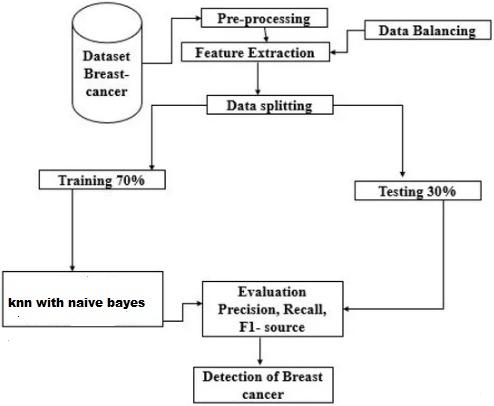 Pre-processing
Data Balancing
Dataset
Breast-
cancer
Feature Extraction
Data splitting
Training 70%
Testing 30%
knn with naive bayes
Evaluation
Precision, Recall,
F1- source
Detection of Breast
cancer